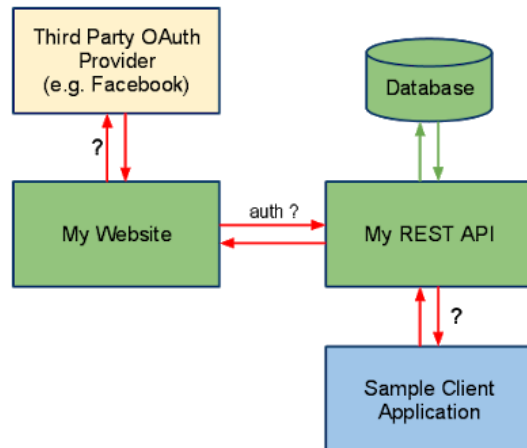 Third Party OAuth
Provider
(e.g. Facebook)
Database
?
My Website
auth ?
My REST API
?
Sample Client
Application